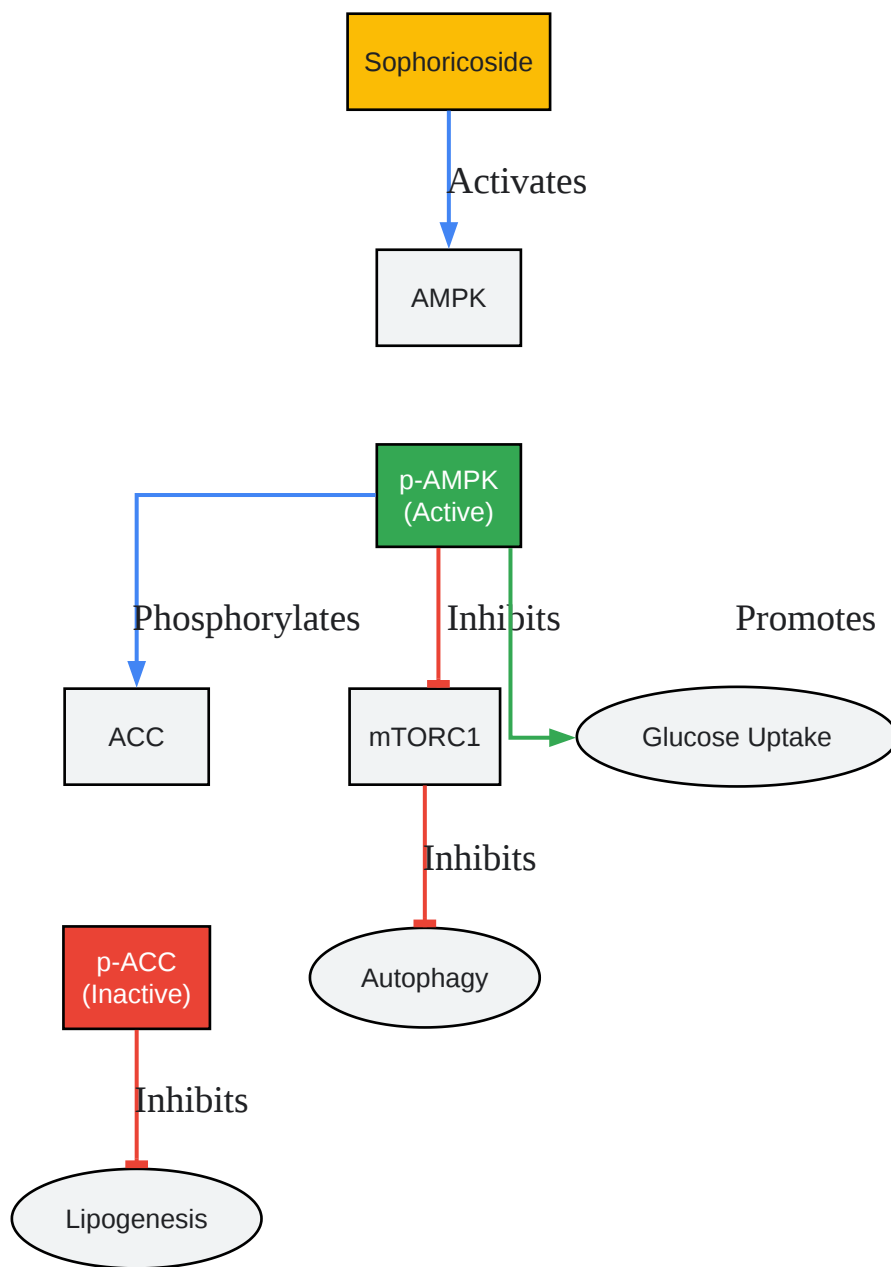 Sophoricoside
Activates
AMPK
p-AMPK
(Active)
Phosphorylates
Inhibits
Promotes
ACC
mTORC1
Glucose Uptake
Inhibits
p-ACC
(Inactive)
Autophagy
Inhibits
Lipogenesis